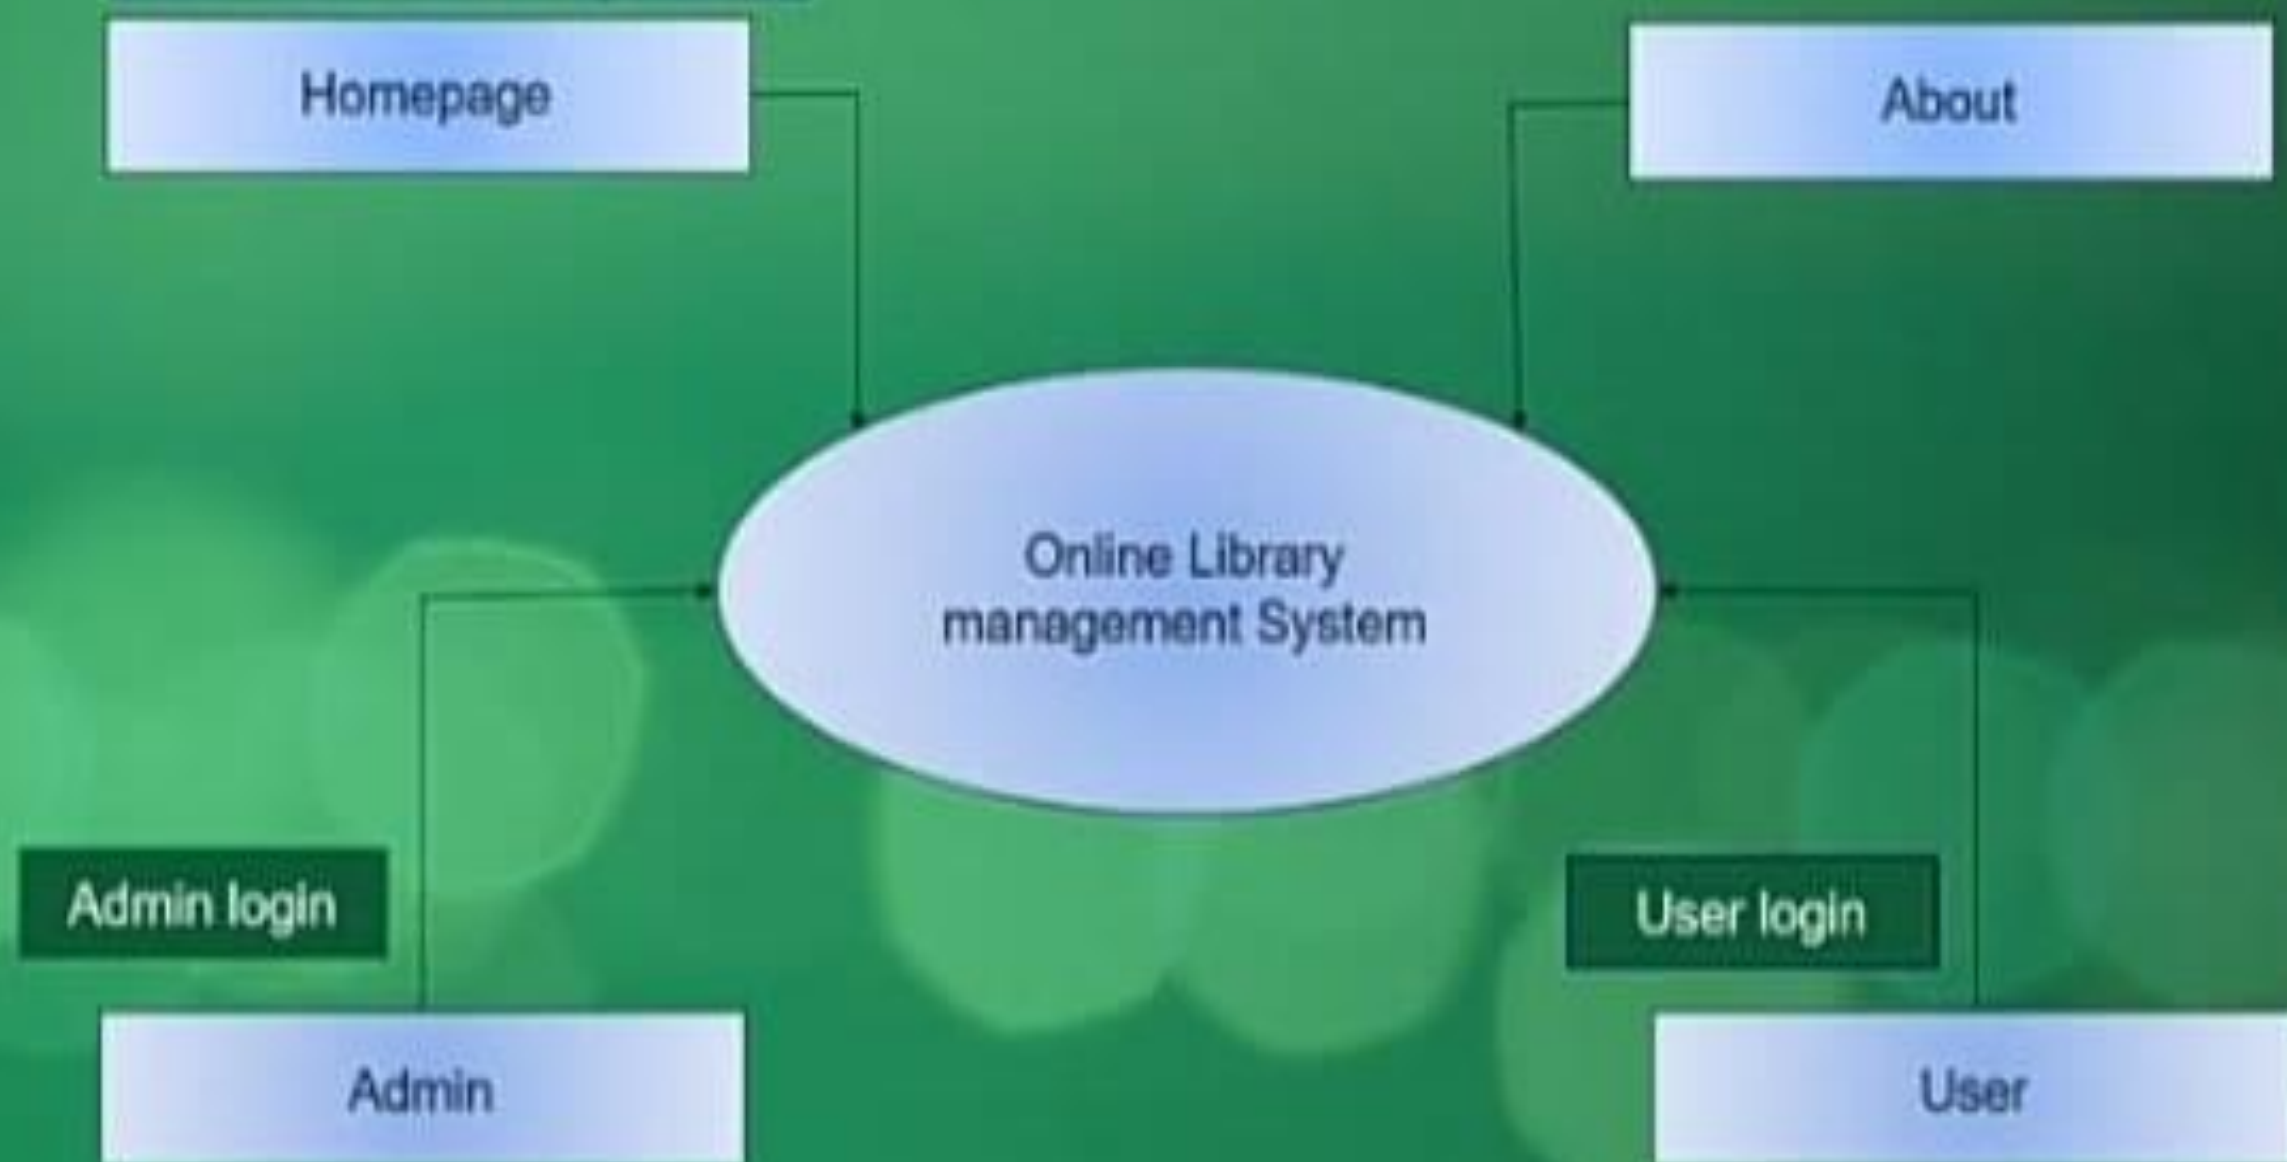 Homepage
About
Online Library
management System
Admin login
User login
Admin
User